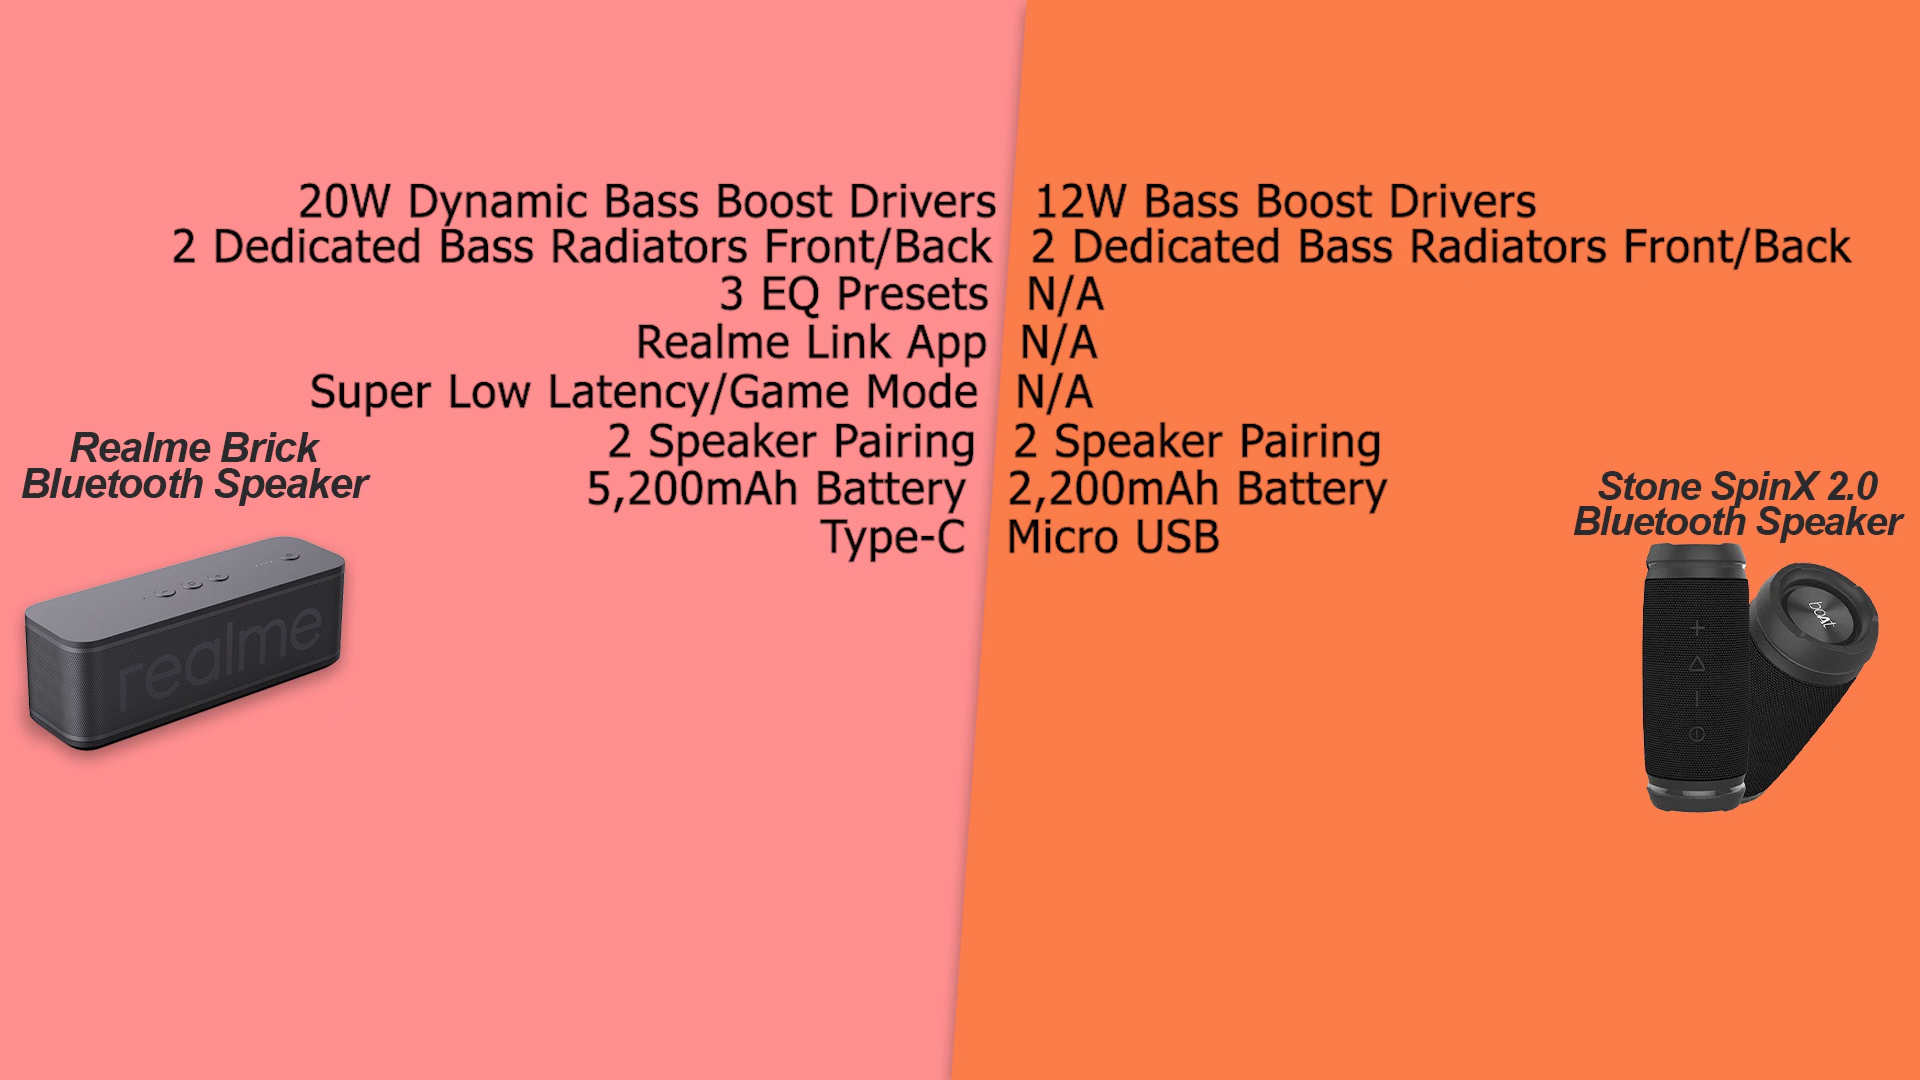 20W Dynamic Bass Boost Drivers
2 Dedicated Bass Radiators Front/Back
3 EQ Presets
Realme Link App
Super Low Latency/Game Mode
2 Speaker Pairing
5,200mAh Battery
Type-C
12W Bass Boost Drivers
2 Dedicated Bass Radiators Front/Back
N/A
N/A
N/A
2 Speaker Pairing
2,200mAh Battery
Micro USB
Realme Brick
Bluetooth Speaker
realme
Stone SpinX 2.0
Bluetooth Speaker
boAt